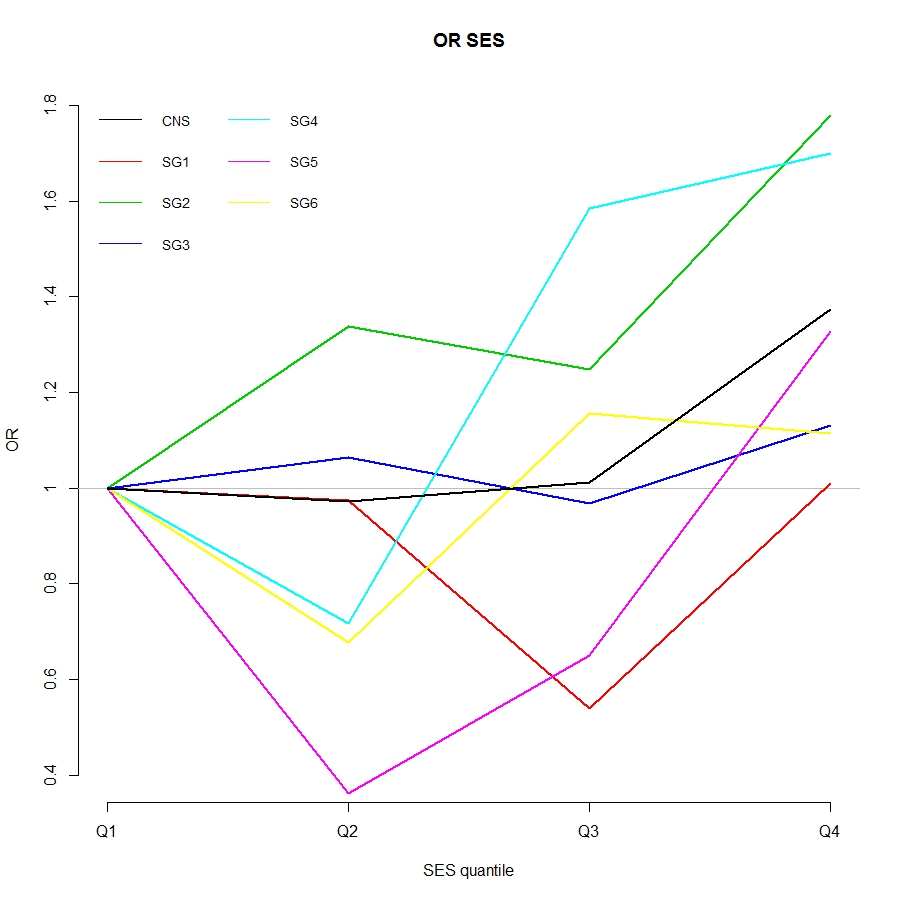 OR SES
CNS
SG1
SG2
SG3
SG4
SG5
SG6
OR
1.8
1.6
1.4
1.2
1
0.8
0.6
0.4
Q1 Q2 Q3 Q4
SES quantile